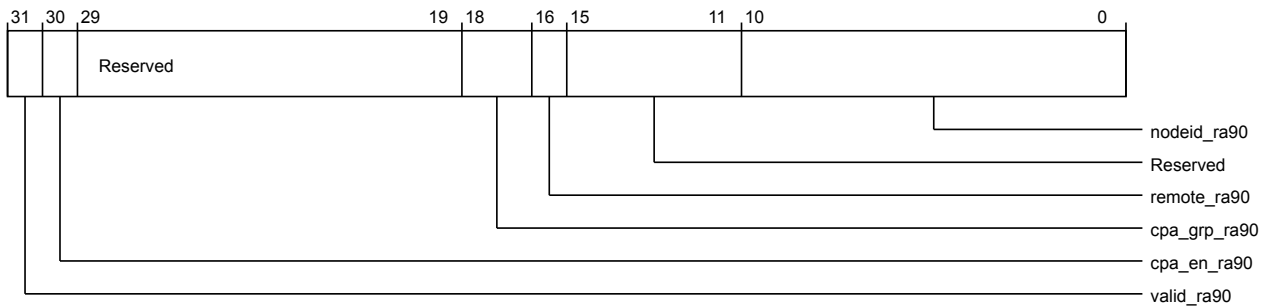 31 30 29 19 18 16 15 11 10 0
Reserved
nodeid_ra90
Reserved
remote_ra90
cpa_grp_ra90
cpa_en_ra90
valid_ra90